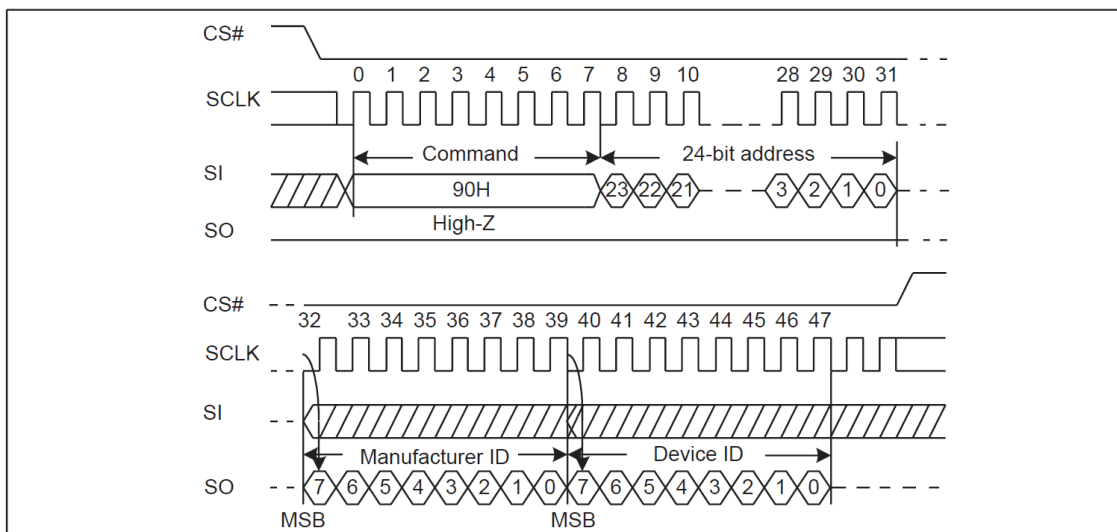 CS#
0 1 2 3 4 5 6 7 8 9 10 28 29 30 31
SCLK
Command 24-bit address
SI
90H 23 22 21 3 2 1 0
High-Z
SO
CS#
32 33 34 35 36 37 38 39 40 41 42 43 44 45 46 47
SCLK
SI
Manufacturer ID Device ID
SO 7 6 5 4 3 2 1 0 7 6 5 4 3 2 1 0
MSB MSB